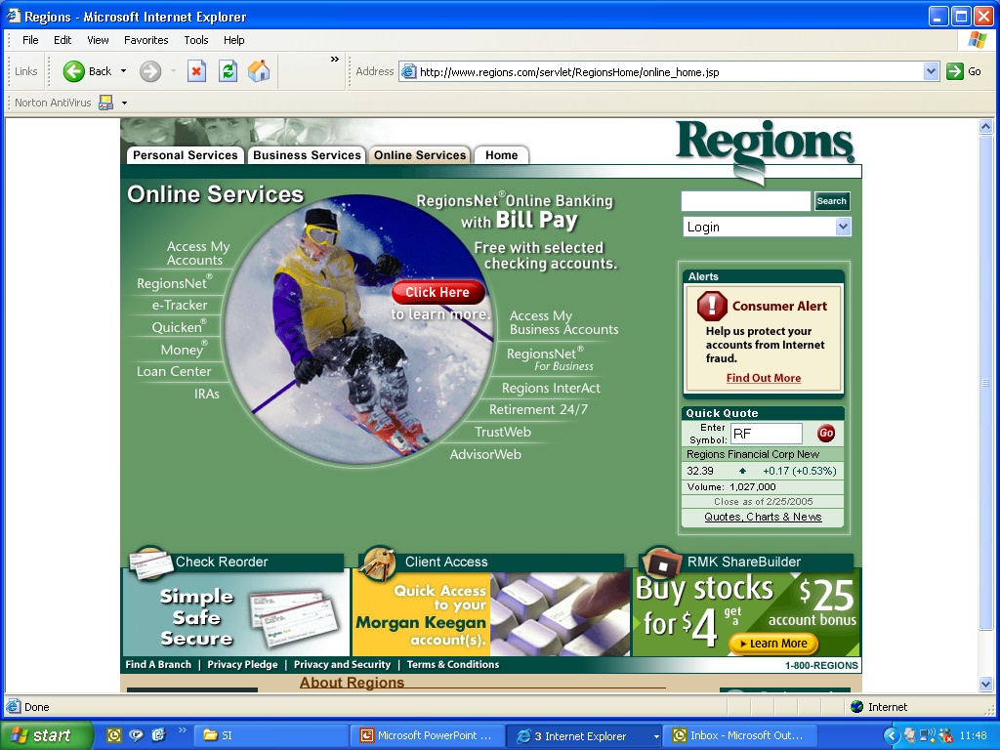 Regions - Microsoft Internet Explorer
File Edit View Favorites Tools Help
Links Back » Address http://www.regions.com/servlet/RegionsHome/online_home.jsp Go
Norton AntiVirus
Personal Services Business Services Online Services Home
Regions®
Online Services
RegionsNet® Online Banking
with Bill Pay
Free with selected
checking accounts.
Click Here
to learn more.
Search
Login
Access My
Accounts
RegionsNet®
e-Tracker
Quicken®
Money®
Loan Center
IRAs
Access My
Business Accounts
RegionsNet®
For Business
Regions InterAct
Retirement 24/7
TrustWeb
AdvisorWeb
Alerts
! Consumer Alert
Help us protect your
accounts from Internet
fraud.
Find Out More
Quick Quote
Enter
Symbol: RF Go
Regions Financial Corp New
32.39 +0.17 (+0.53%)
Volume: 1,027,000
Close as of 2/25/2005
Quotes, Charts & News
Check Reorder
Simple
Safe
Secure
Client Access
Quick Access
to your
Morgan Keegan
account(s).
RMK ShareBuilder
Buy stocks
for $4
get
a
$25
account bonus
Learn More
Find A Branch | Privacy Pledge | Privacy and Security | Terms & Conditions
1-800-REGIONS
About Regions
Done Internet
start » SI Microsoft PowerPoint ... 3 Internet Explorer Inbox - Microsoft Out... 11:48